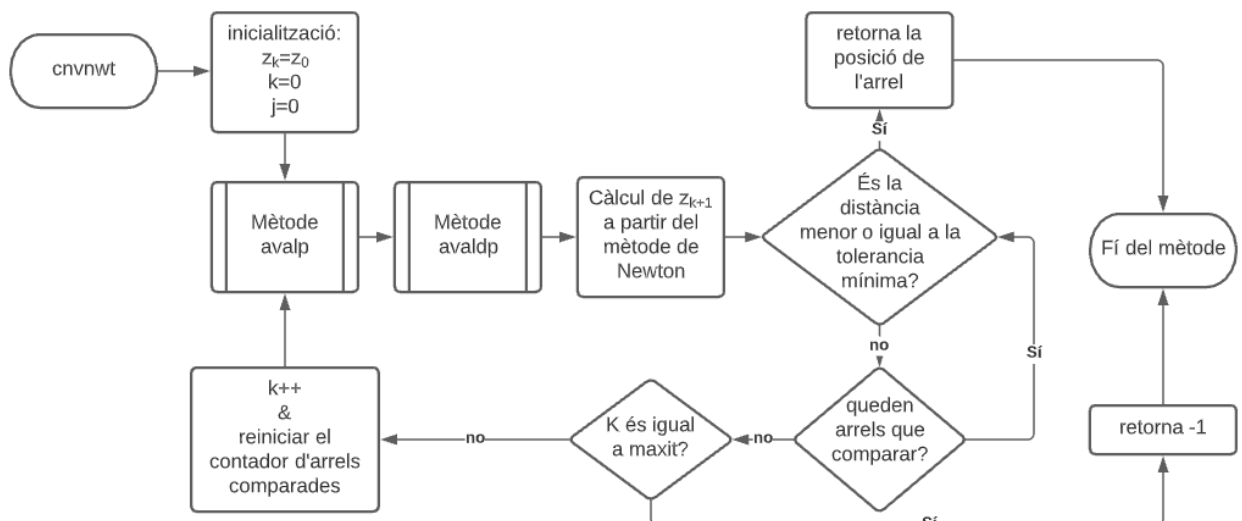 cnvnwt
inicialització:
zₖ=z₀
k=0
j=0
Mètode
avalp
Mètode
avaldp
Càlcul de zₖ₊₁
a partir del
mètode de
Newton
És la
distància
menor o igual a la
tolerancia
mínima?
Sí
retorna la
posició de
l'arrel
Fí del mètode
no
queden
arrels que
comparar?
Sí
no
K és igual
a maxit?
no
k++
&
reiniciar el
contador d'arrels
comparades
Sí
retorna -1